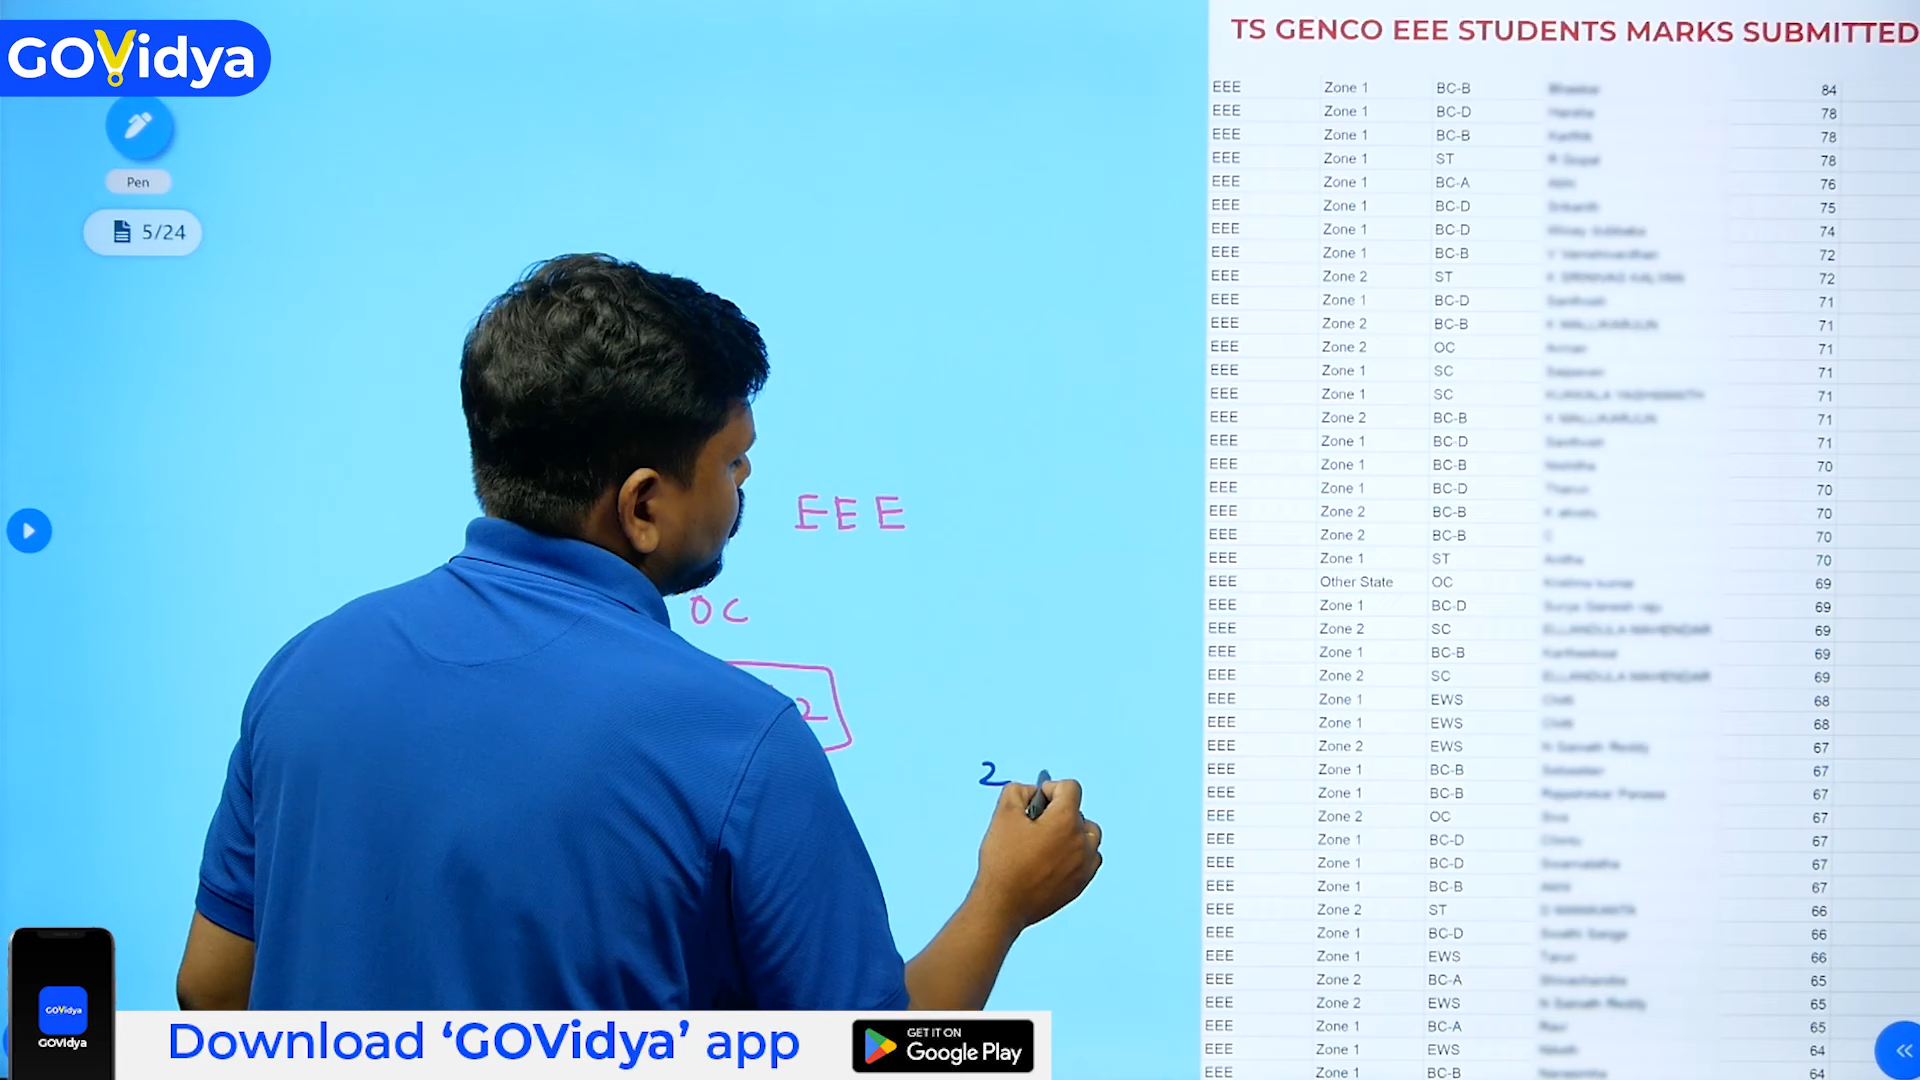 GOVidya
Pen
5/24
EEE
OC
2
2
TS GENCO EEE STUDENTS MARKS SUBMITTED
EEE Zone 1 BC-B 84
EEE Zone 1 BC-D 78
EEE Zone 1 BC-B 78
EEE Zone 1 ST 78
EEE Zone 1 BC-A 76
EEE Zone 1 BC-D 75
EEE Zone 1 BC-D 74
EEE Zone 1 BC-B 72
EEE Zone 2 ST 72
EEE Zone 1 BC-D 71
EEE Zone 2 BC-B 71
EEE Zone 2 OC 71
EEE Zone 1 SC 71
EEE Zone 1 SC 71
EEE Zone 2 BC-B 71
EEE Zone 1 BC-D 71
EEE Zone 1 BC-B 70
EEE Zone 1 BC-D 70
EEE Zone 2 BC-B 70
EEE Zone 2 BC-B 70
EEE Zone 1 ST 70
EEE Other State OC 69
EEE Zone 1 BC-D 69
EEE Zone 2 SC 69
EEE Zone 1 BC-B 69
EEE Zone 2 SC 69
EEE Zone 1 EWS 68
EEE Zone 1 EWS 68
EEE Zone 2 EWS 67
EEE Zone 1 BC-B 67
EEE Zone 1 BC-B 67
EEE Zone 2 OC 67
EEE Zone 1 BC-D 67
EEE Zone 1 BC-D 67
EEE Zone 1 BC-B 67
EEE Zone 2 ST 66
EEE Zone 1 BC-D 66
EEE Zone 1 EWS 66
EEE Zone 2 BC-A 65
EEE Zone 2 EWS 65
EEE Zone 1 BC-A 65
EEE Zone 1 EWS 64
EEE Zone 1 BC-B 64
GOVidya
GOVidya
Download ‘GOVidya’ app
GET IT ON
Google Play